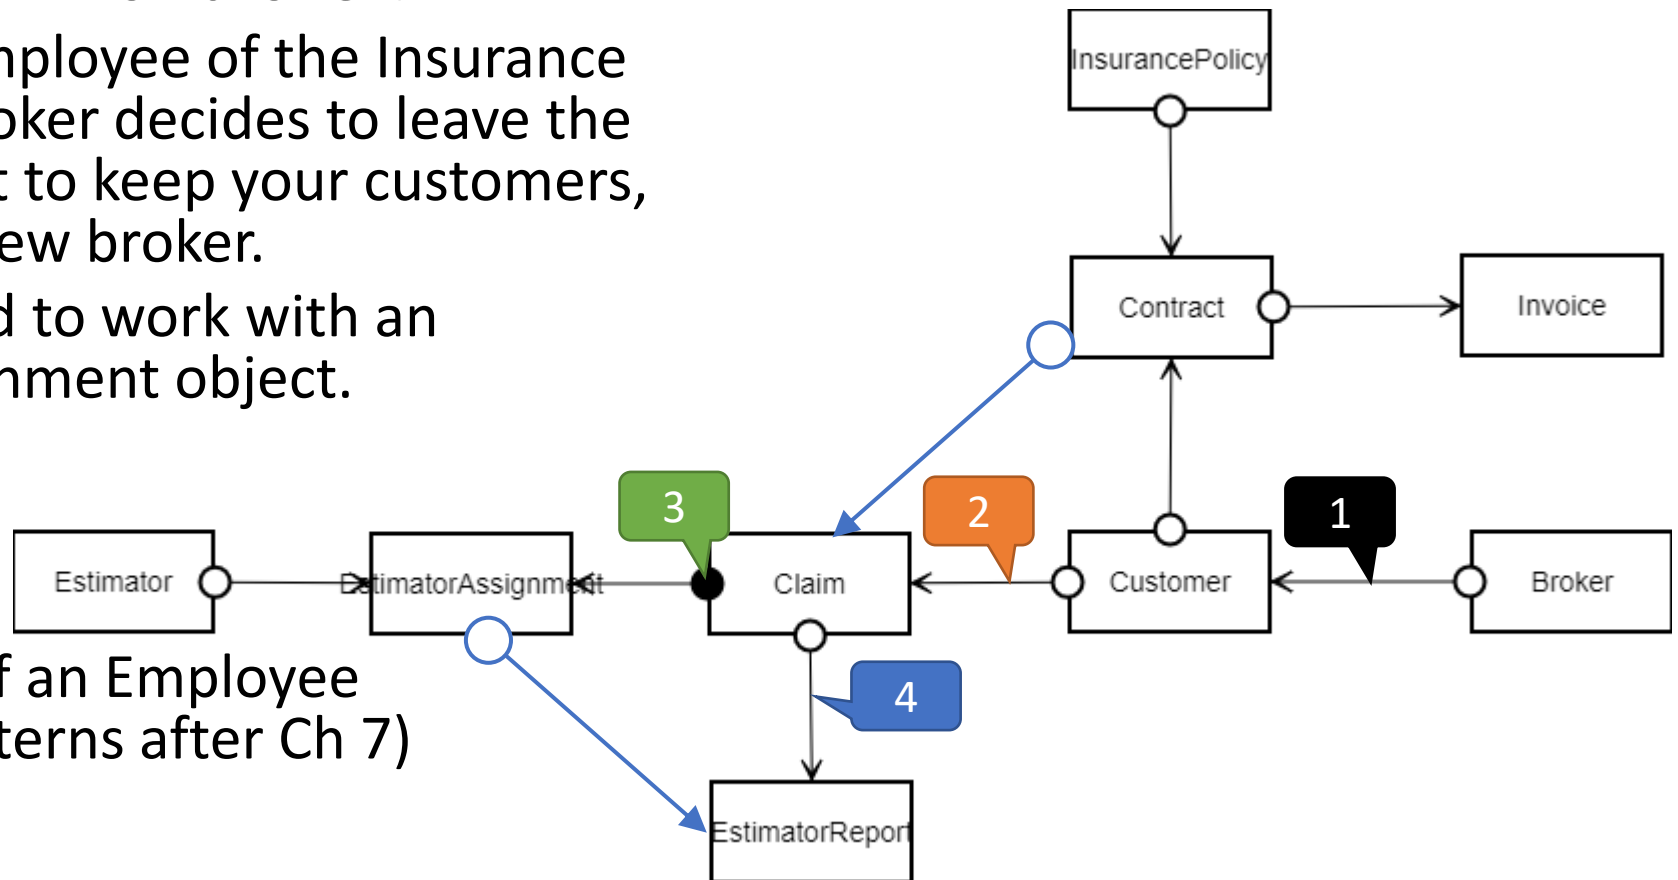 mployee of the Insurance
oker decides to leave the
t to keep your customers,
ew broker.
d to work with an
nment object.
f an Employee
terns after Ch 7)
InsurancePolicy
Contract
Invoice
3
2
1
Estimator
EstimatorAssignment
Claim
Customer
Broker
4
EstimatorReport